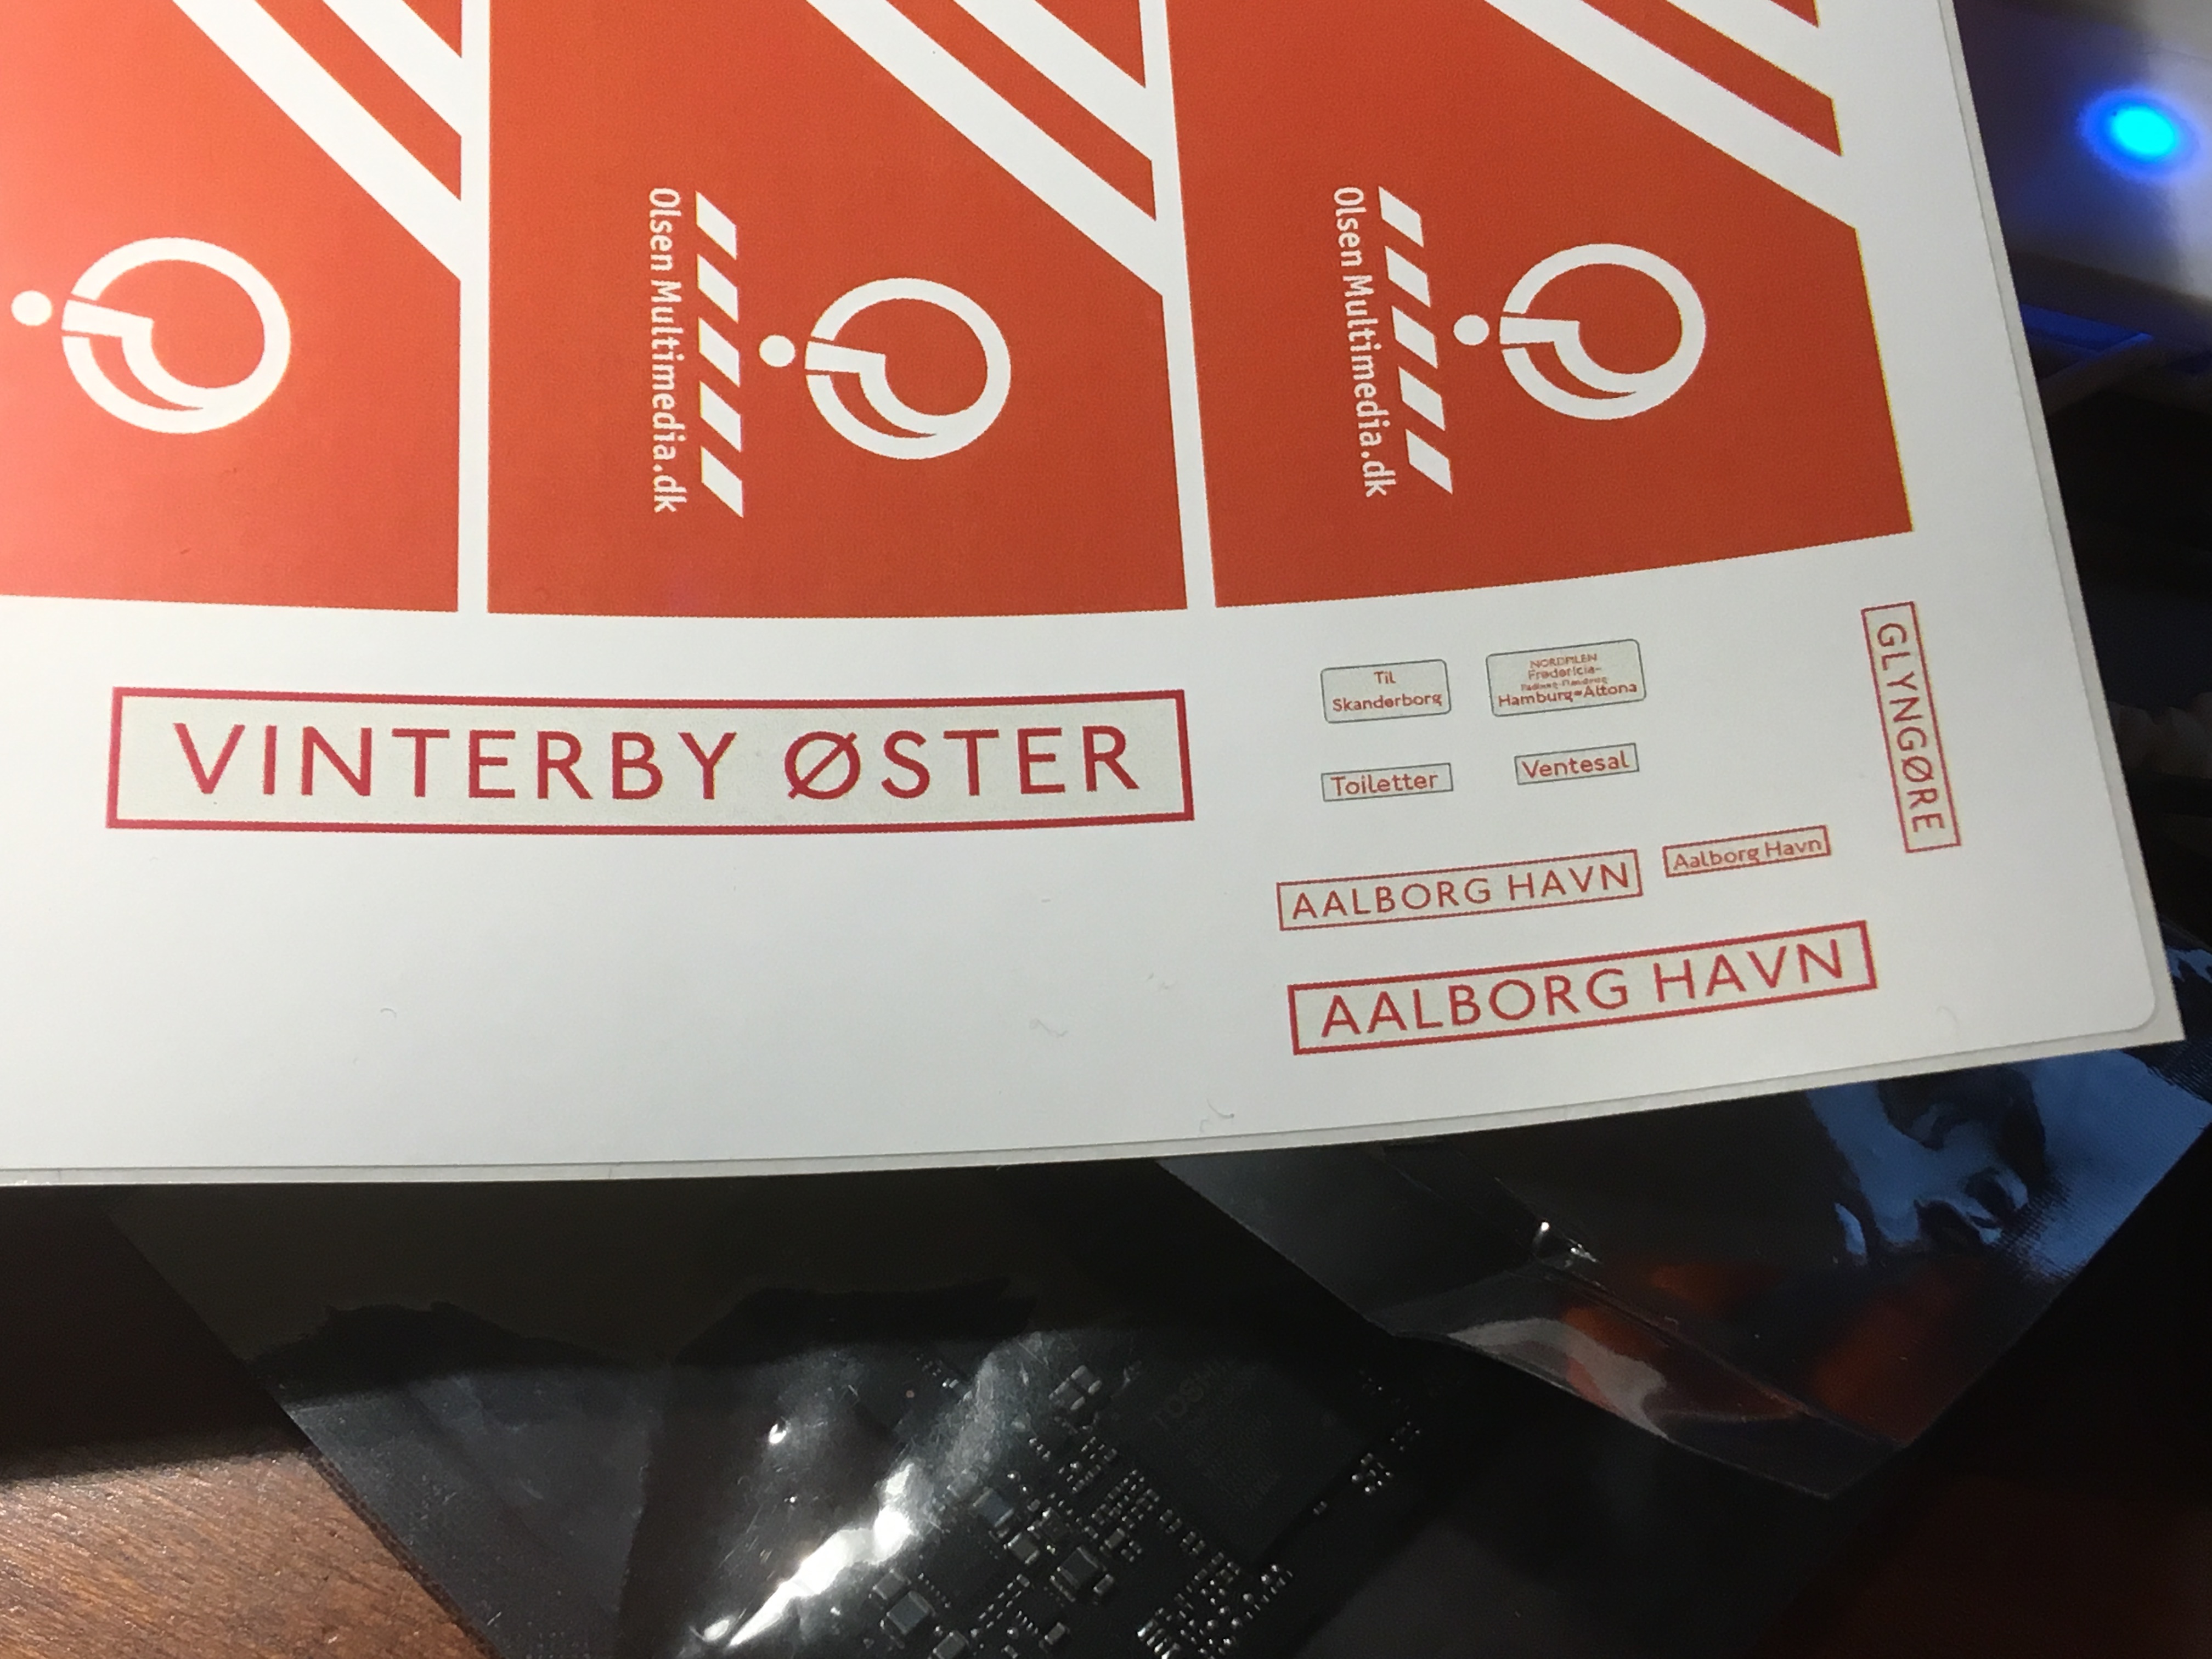 Olsen Multimedia.dk
Olsen Multimedia.dk
VINTERBY ØSTER
Til
Skanderborg
NORDPILEN
Fredericia-
Hamburg-Altona
Toiletter
Ventesal
GLYNGØRE
AALBORG HAVN
Aalborg Havn
AALBORG HAVN